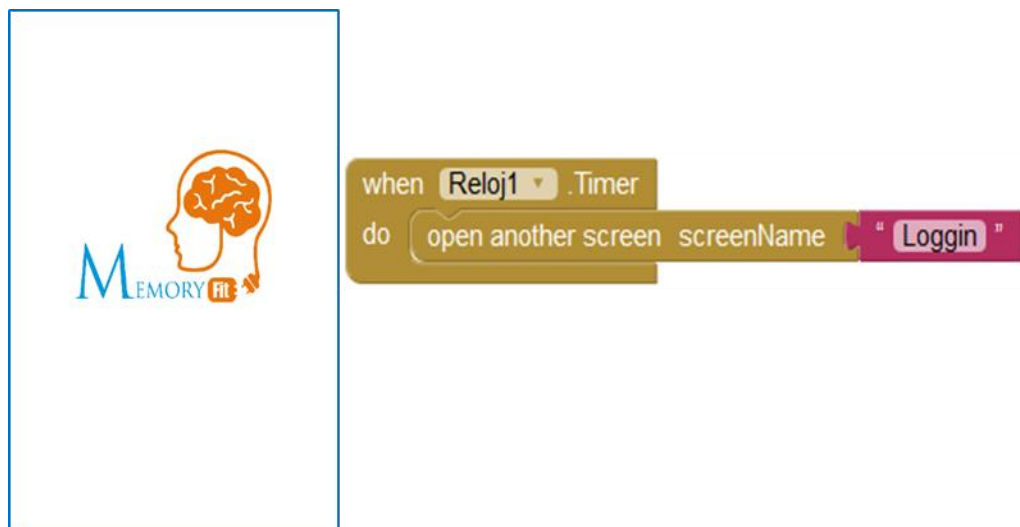 MEMORY Fit
when Reloj1 .Timer
do open another screen screenName " Loggin "